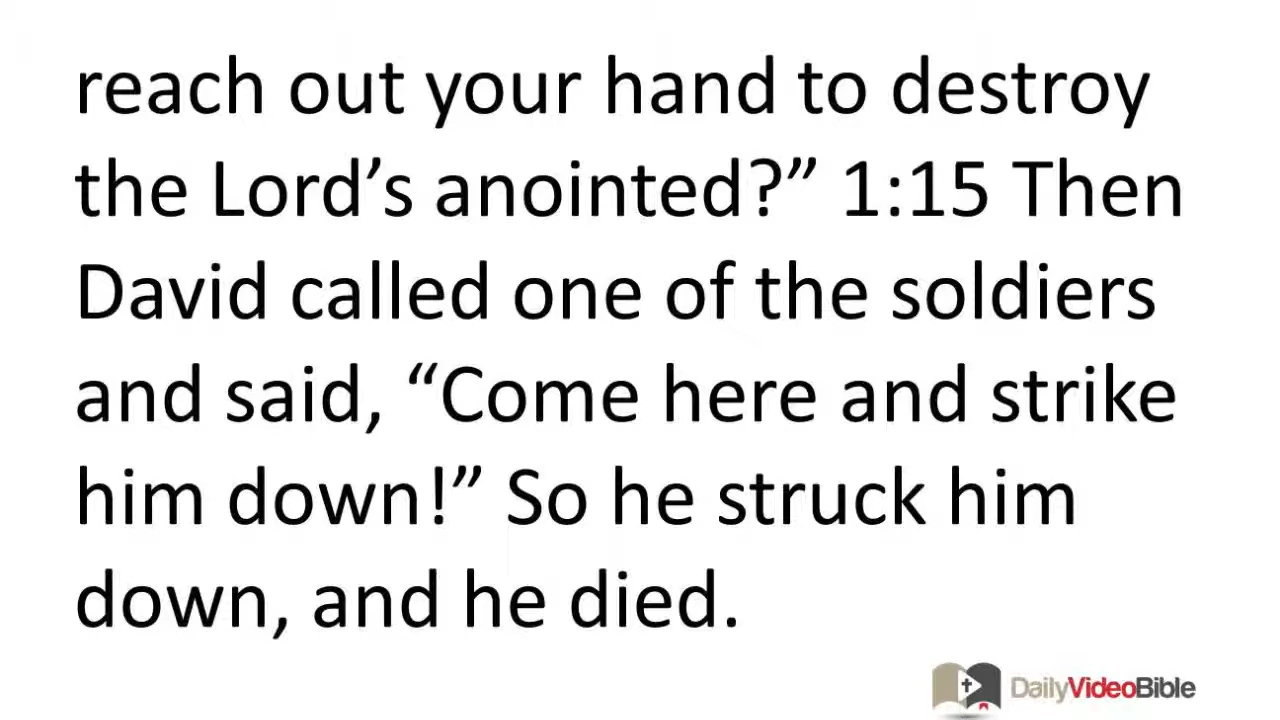 reach out your hand to destroy
the Lord’s anointed?” 1:15 Then
David called one of the soldiers
and said, “Come here and strike
him down!” So he struck him
down, and he died.
DailyVideoBible